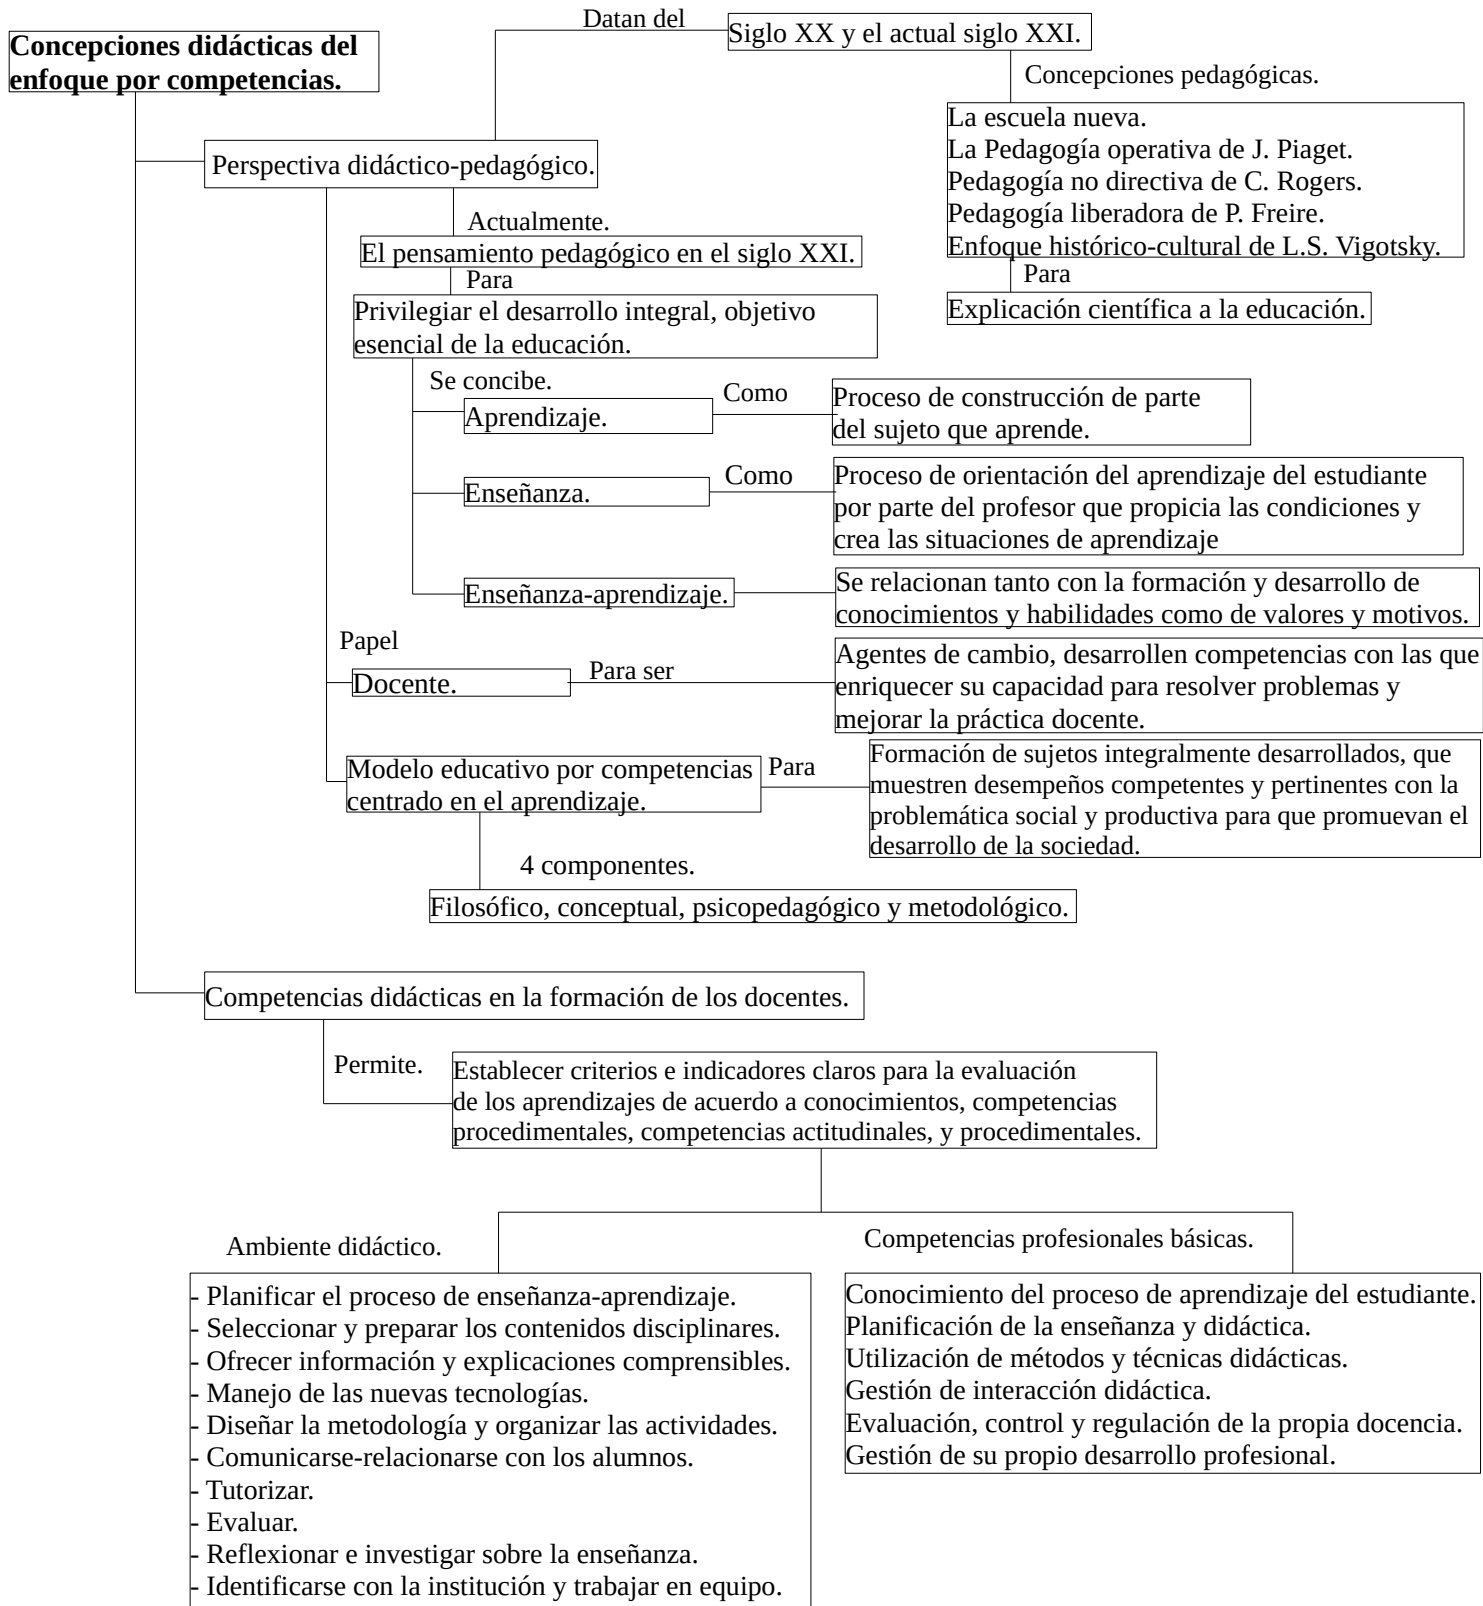 Datan del
Siglo XX y el actual siglo XXI.
Concepciones didácticas del
enfoque por competencias.
Concepciones pedagógicas.
La escuela nueva.
La Pedagogía operativa de J. Piaget.
Pedagogía no directiva de C. Rogers.
Pedagogía liberadora de P. Freire.
Enfoque histórico-cultural de L.S. Vigotsky.
Para
Explicación científica a la educación.
Perspectiva didáctico-pedagógico.
Actualmente.
El pensamiento pedagógico en el siglo XXI.
Para
Privilegiar el desarrollo integral, objetivo
esencial de la educación.
Se concibe.
Aprendizaje.
Como
Proceso de construcción de parte
del sujeto que aprende.
Enseñanza.
Como
Proceso de orientación del aprendizaje del estudiante
por parte del profesor que propicia las condiciones y
crea las situaciones de aprendizaje
Enseñanza-aprendizaje.
Se relacionan tanto con la formación y desarrollo de
conocimientos y habilidades como de valores y motivos.
Papel
Docente.
Para ser
Agentes de cambio, desarrollen competencias con las que
enriquecer su capacidad para resolver problemas y
mejorar la práctica docente.
Modelo educativo por competencias
centrado en el aprendizaje.
Para
Formación de sujetos integralmente desarrollados, que
muestren desempeños competentes y pertinentes con la
problemática social y productiva para que promuevan el
desarrollo de la sociedad.
4 componentes.
Filosófico, conceptual, psicopedagógico y metodológico.
Competencias didácticas en la formación de los docentes.
Permite.
Establecer criterios e indicadores claros para la evaluación
de los aprendizajes de acuerdo a conocimientos, competencias
procedimentales, competencias actitudinales, y procedimentales.
Ambiente didáctico.
- Planificar el proceso de enseñanza-aprendizaje.
- Seleccionar y preparar los contenidos disciplinares.
- Ofrecer información y explicaciones comprensibles.
- Manejo de las nuevas tecnologías.
- Diseñar la metodología y organizar las actividades.
- Comunicarse-relacionarse con los alumnos.
- Tutorizar.
- Evaluar.
- Reflexionar e investigar sobre la enseñanza.
- Identificarse con la institución y trabajar en equipo.
Competencias profesionales básicas.
Conocimiento del proceso de aprendizaje del estudiante.
Planificación de la enseñanza y didáctica.
Utilización de métodos y técnicas didácticas.
Gestión de interacción didáctica.
Evaluación, control y regulación de la propia docencia.
Gestión de su propio desarrollo profesional.